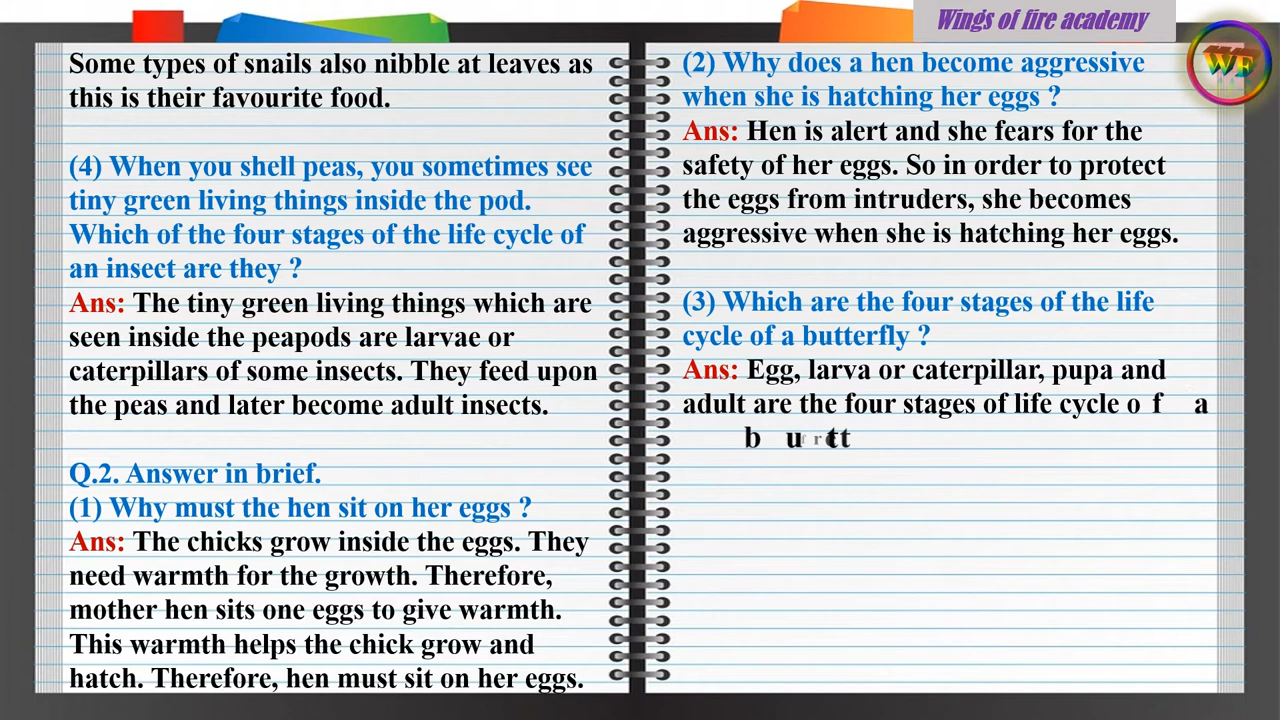 Wings of fire academy
WF
Some types of snails also nibble at leaves as
this is their favourite food.
(4) When you shell peas, you sometimes see
tiny green living things inside the pod.
Which of the four stages of the life cycle of
an insect are they ?
Ans: The tiny green living things which are
seen inside the peapods are larvae or
caterpillars of some insects. They feed upon
the peas and later become adult insects.
Q.2. Answer in brief.
(1) Why must the hen sit on her eggs ?
Ans: The chicks grow inside the eggs. They
need warmth for the growth. Therefore,
mother hen sits one eggs to give warmth.
This warmth helps the chick grow and
hatch. Therefore, hen must sit on her eggs.
(2) Why does a hen become aggressive
when she is hatching her eggs ?
Ans: Hen is alert and she fears for the
safety of her eggs. So in order to protect
the eggs from intruders, she becomes
aggressive when she is hatching her eggs.
(3) Which are the four stages of the life
cycle of a butterfly ?
Ans: Egg, larva or caterpillar, pupa and
adult are the four stages of life cycle o f a